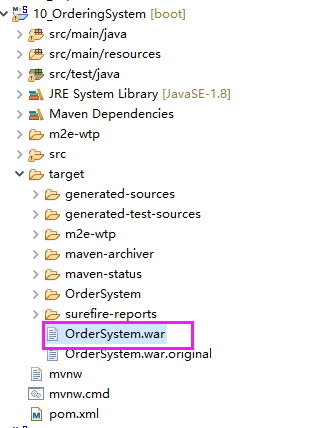 10_OrderingSystem [boot]
src/main/java
src/main/resources
src/test/java
JRE System Library [JavaSE-1.8]
Maven Dependencies
m2e-wtp
src
target
generated-sources
generated-test-sources
m2e-wtp
maven-archiver
maven-status
OrderSystem
surefire-reports
OrderSystem.war
OrderSystem.war.original
mvnw
mvnw.cmd
pom.xml